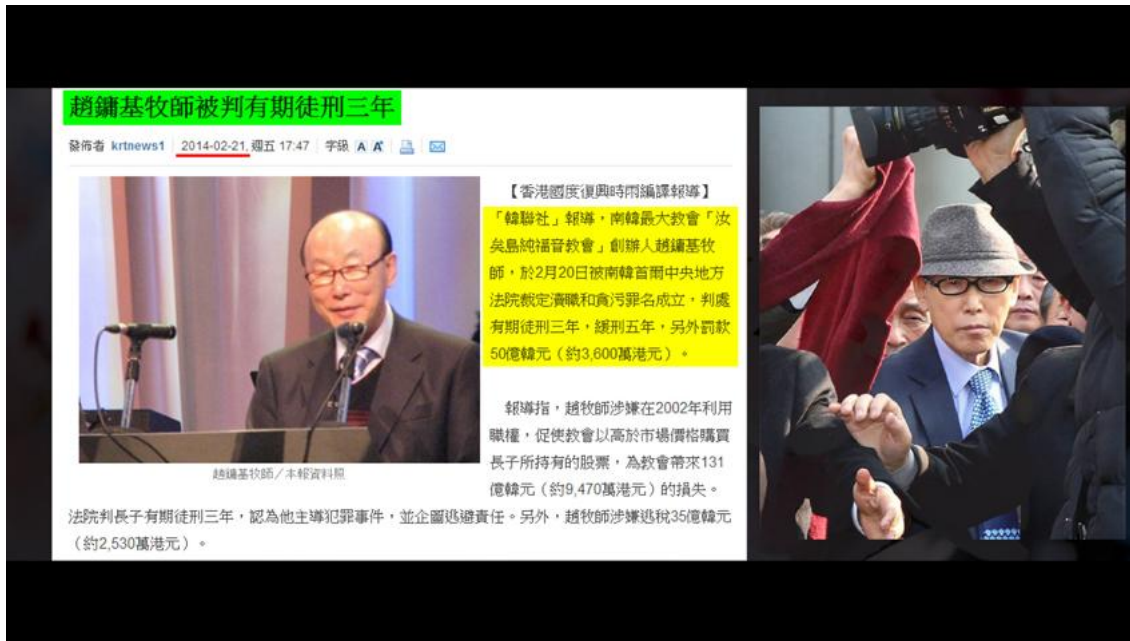 趙鏞基牧師被判有期徒刑三年
發佈者 krtnews1 2014-02-21, 週五 17:47 字級 A A
【香港國度復興時雨編譯報導】
「韓聯社」報導，南韓最大教會「汝
矣島純福音教會」創辦人趙鏞基牧
師，於2月20日被南韓首爾中央地方
法院裁定瀆職和貪污罪名成立，判處
有期徒刑三年，緩刑五年，另外罰款
50億韓元（約3,600萬港元）。
報導指，趙牧師涉嫌在2002年利用
職權，促使教會以高於市場價格購買
長子所持有的股票，為教會帶來131
億韓元（約9,470萬港元）的損失。
法院判長子有期徒刑三年，認為他主導犯罪事件，並企圖逃避責任。另外，趙牧師涉嫌逃稅35億韓元
（約2,530萬港元）。
趙鏞基牧師／本報資料照